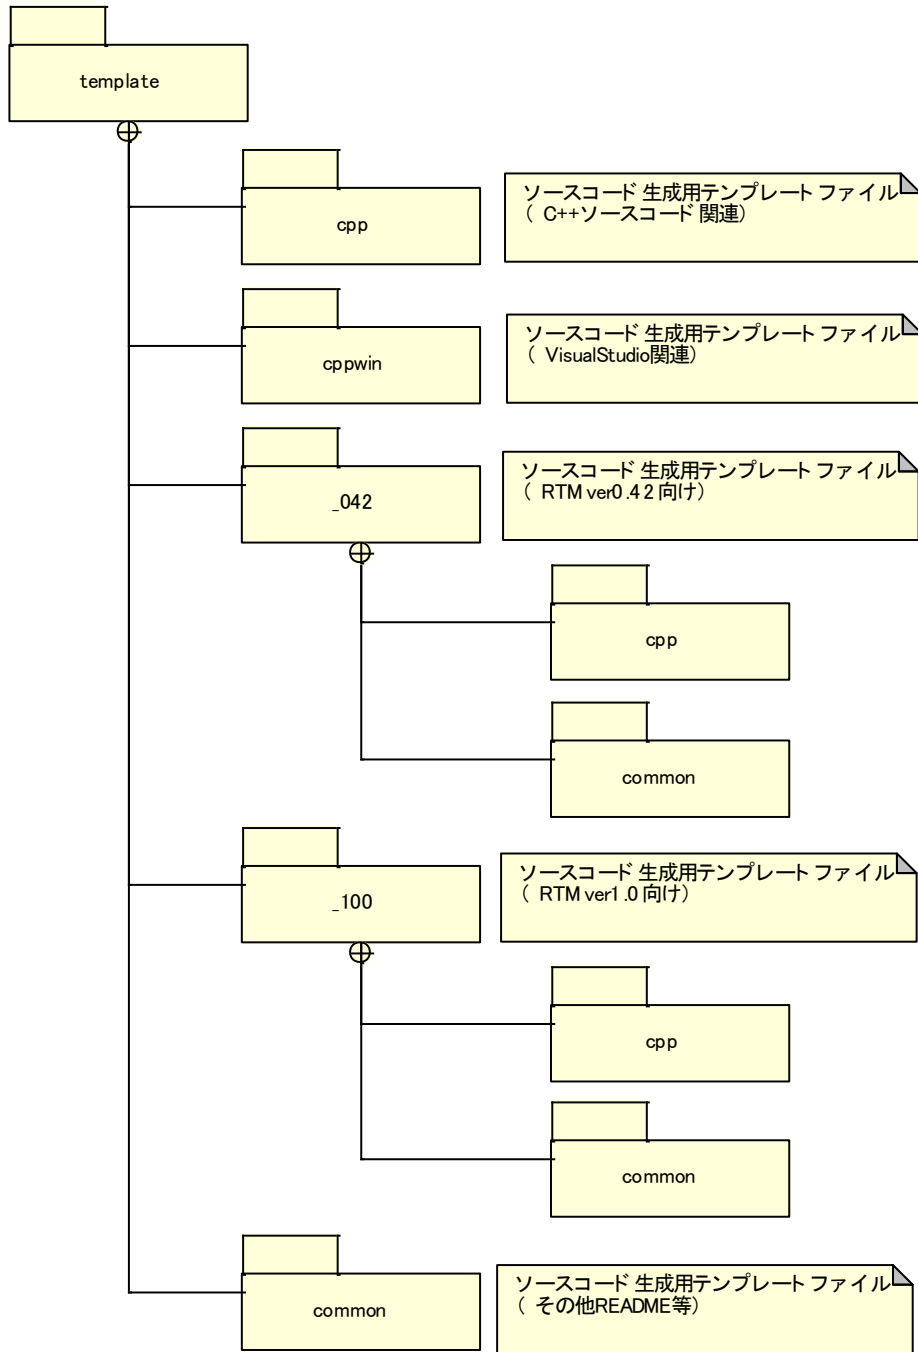 template
cpp
ソースコード 生成用テンプレート ファイル
（ C++ソースコード 関連）
cppwin
ソースコード 生成用テンプレート ファイル
（ VisualStudio関連）
_042
ソースコード 生成用テンプレート ファイル
（ RTM ver0.42 向け）
cpp
common
_100
ソースコード 生成用テンプレート ファイル
（ RTM ver1.0 向け）
cpp
common
common
ソースコード 生成用テンプレート ファイル
（ その他README等）